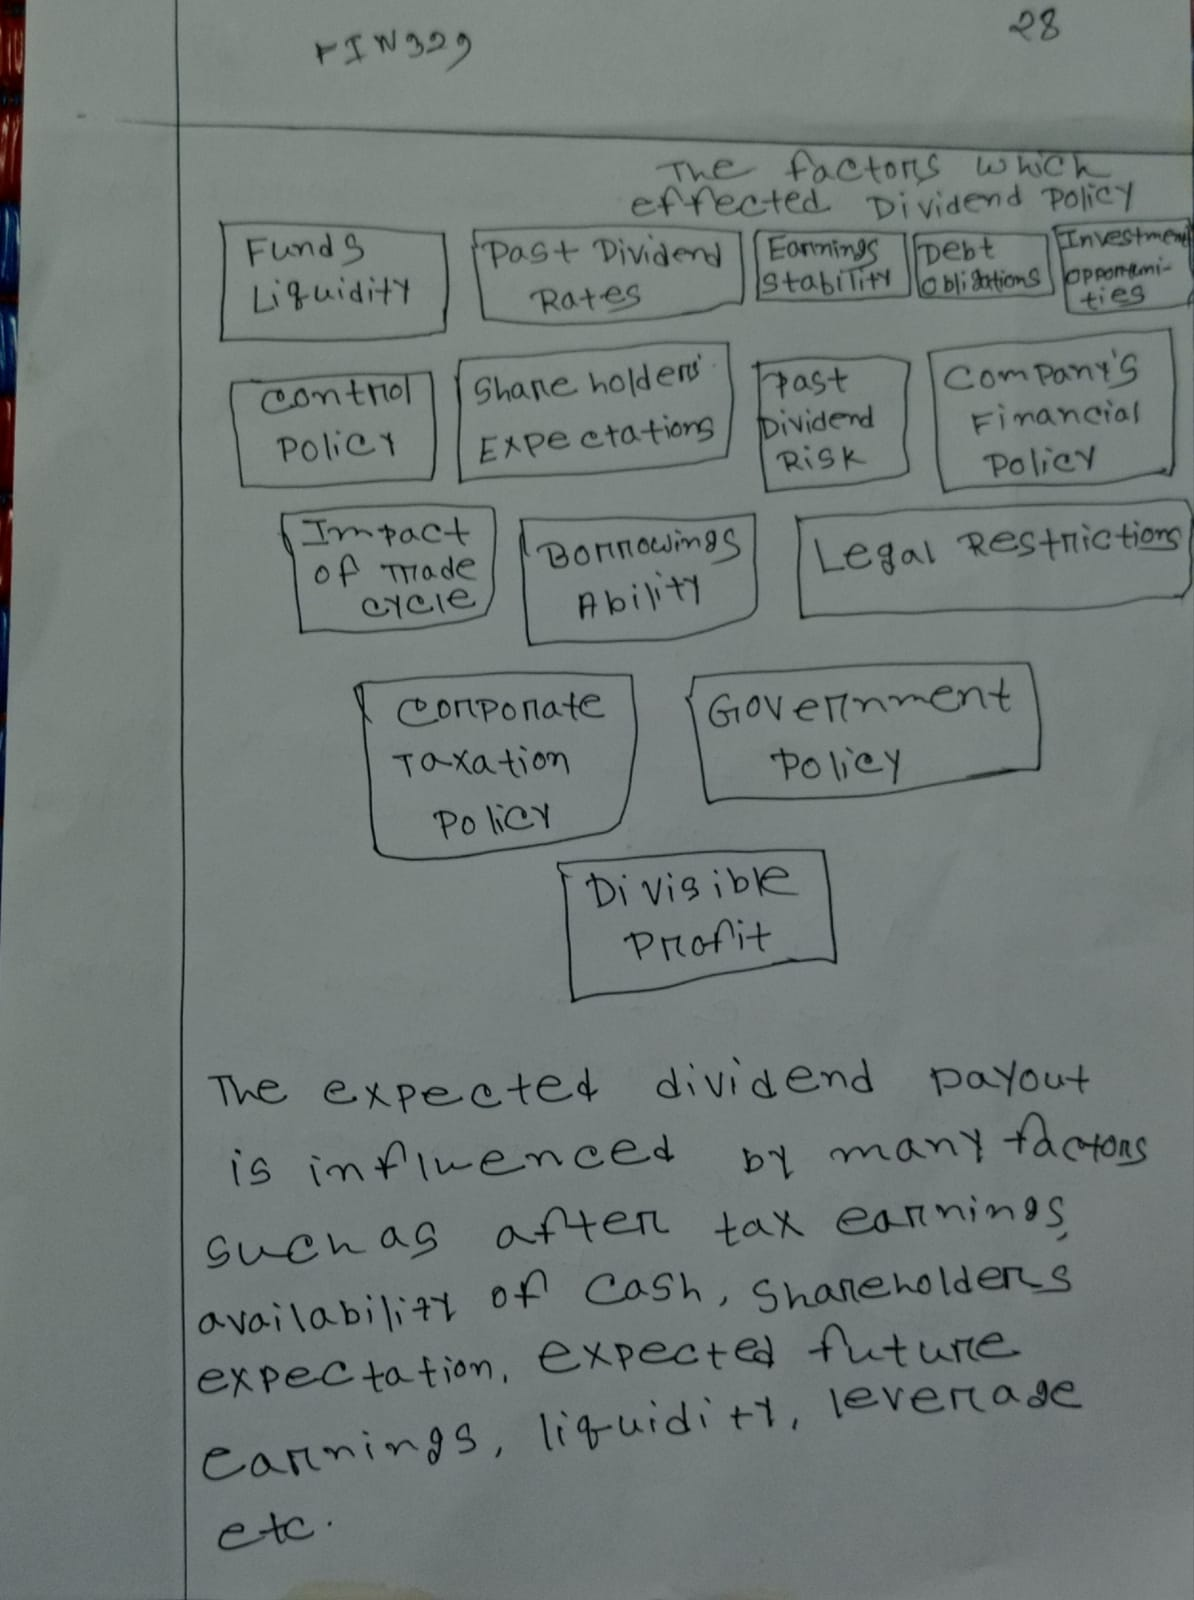 FIN329
28
The factors which
effected Dividend Policy
Funds
Liquidity
Past Dividend
Rates
Earnings
Stability
Debt
Obligations
Investment
opportuni-
ties
Control
Policy
Shareholders'
Expectations
Past
Dividend
Risk
Company's
Financial
Policy
Impact
of Trade
cycle
Borrowings
Ability
Legal Restrictions
Corporate
Taxation
Policy
Government
Policy
Divisible
Profit
The expected dividend payout
is influenced by many factors
such as after tax earnings,
availability of cash, shareholders
expectation, expected future
earnings, liquidity, leverage
etc.